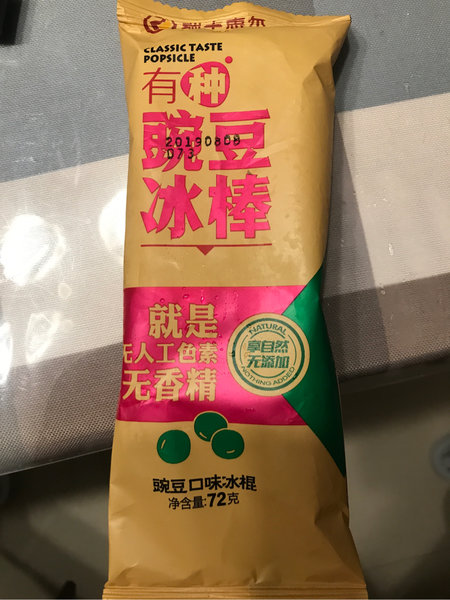 CLASSIC TASTE
POPSICLE
有种
豌豆
20190809
073
冰棒
就是
无人工色素
无香精
NATURAL
享自然
无添加
NOTHING ADDED
豌豆口味冰棍
净含量:72克